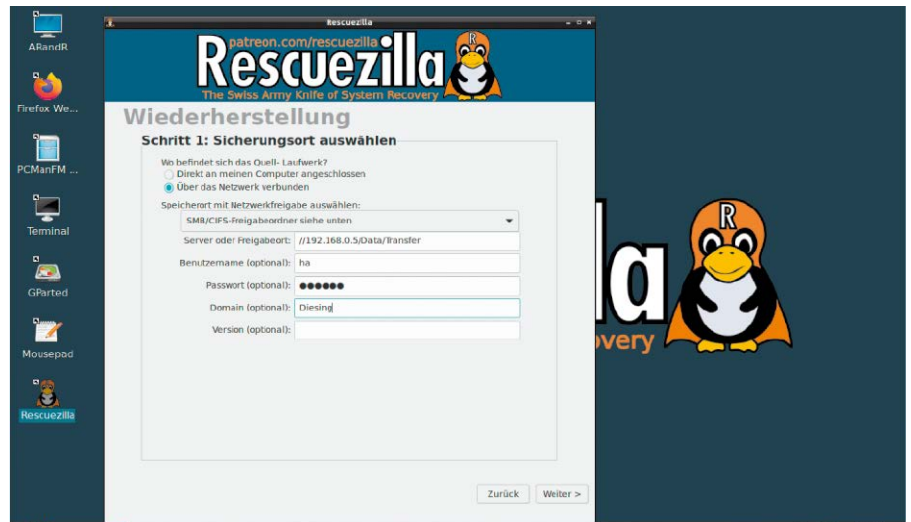 ARandR
Firefox We...
PCManFM ...
Terminal
GParted
Mousepad
Rescuezilla
Rescuezilla
patreon.com/rescuezilla
Rescuezilla
R
The Swiss Army Knife of System Recovery
Wiederherstellung
Schritt 1: Sicherungsort auswählen
Wo befindet sich das Quell- Laufwerk?
Direkt an meinen Computer angeschlossen
Über das Netzwerk verbunden
Speicherort mit Netzwerkfreigabe auswählen:
SMB/CIFS-Freigabeordner siehe unten
Server oder Freigabeort: //192.168.0.5/Data/Transfer
Benutzername (optional): ha
Passwort (optional): ●●●●●●
Domain (optional): Diesing
Version (optional):
Zurück Weiter >
R
la
overy